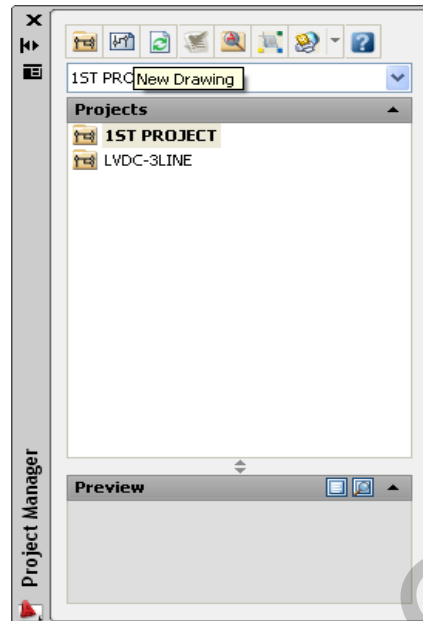 1ST PRO
New Drawing
Projects
1ST PROJECT
LVDC-3LINE
Preview
Project Manager